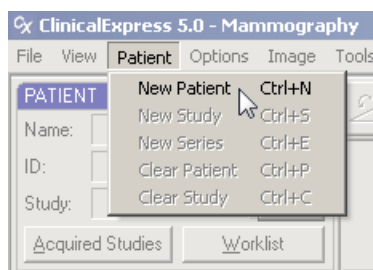 Cx ClinicalExpress 5.0 - Mammography
File View Patient Options Image Tools
PATIENT
New Patient Ctrl+N
New Study Ctrl+S
Name:
New Series Ctrl+E
ID:
Clear Patient Ctrl+P
Study:
Clear Study Ctrl+C
Acquired Studies Worklist